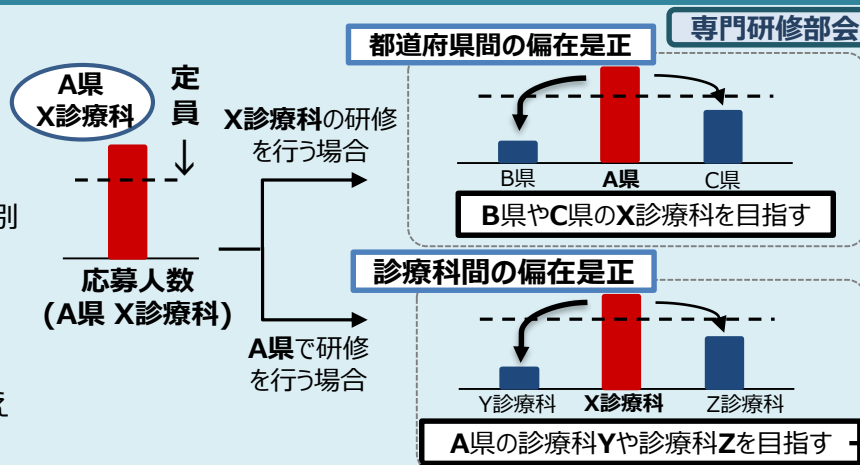 専門研修部会
都道府県間の偏在是正
A県
X診療科
定
員
X診療科の研修
を行う場合
B県
A県
C県
B県やC県のX診療科を目指す
別
応募人数
(A県 X診療科)
診療科間の偏在是正
A県で研修
を行う場合
Y診療科
X診療科
Z診療科
え
A県の診療科Yや診療科Zを目指す